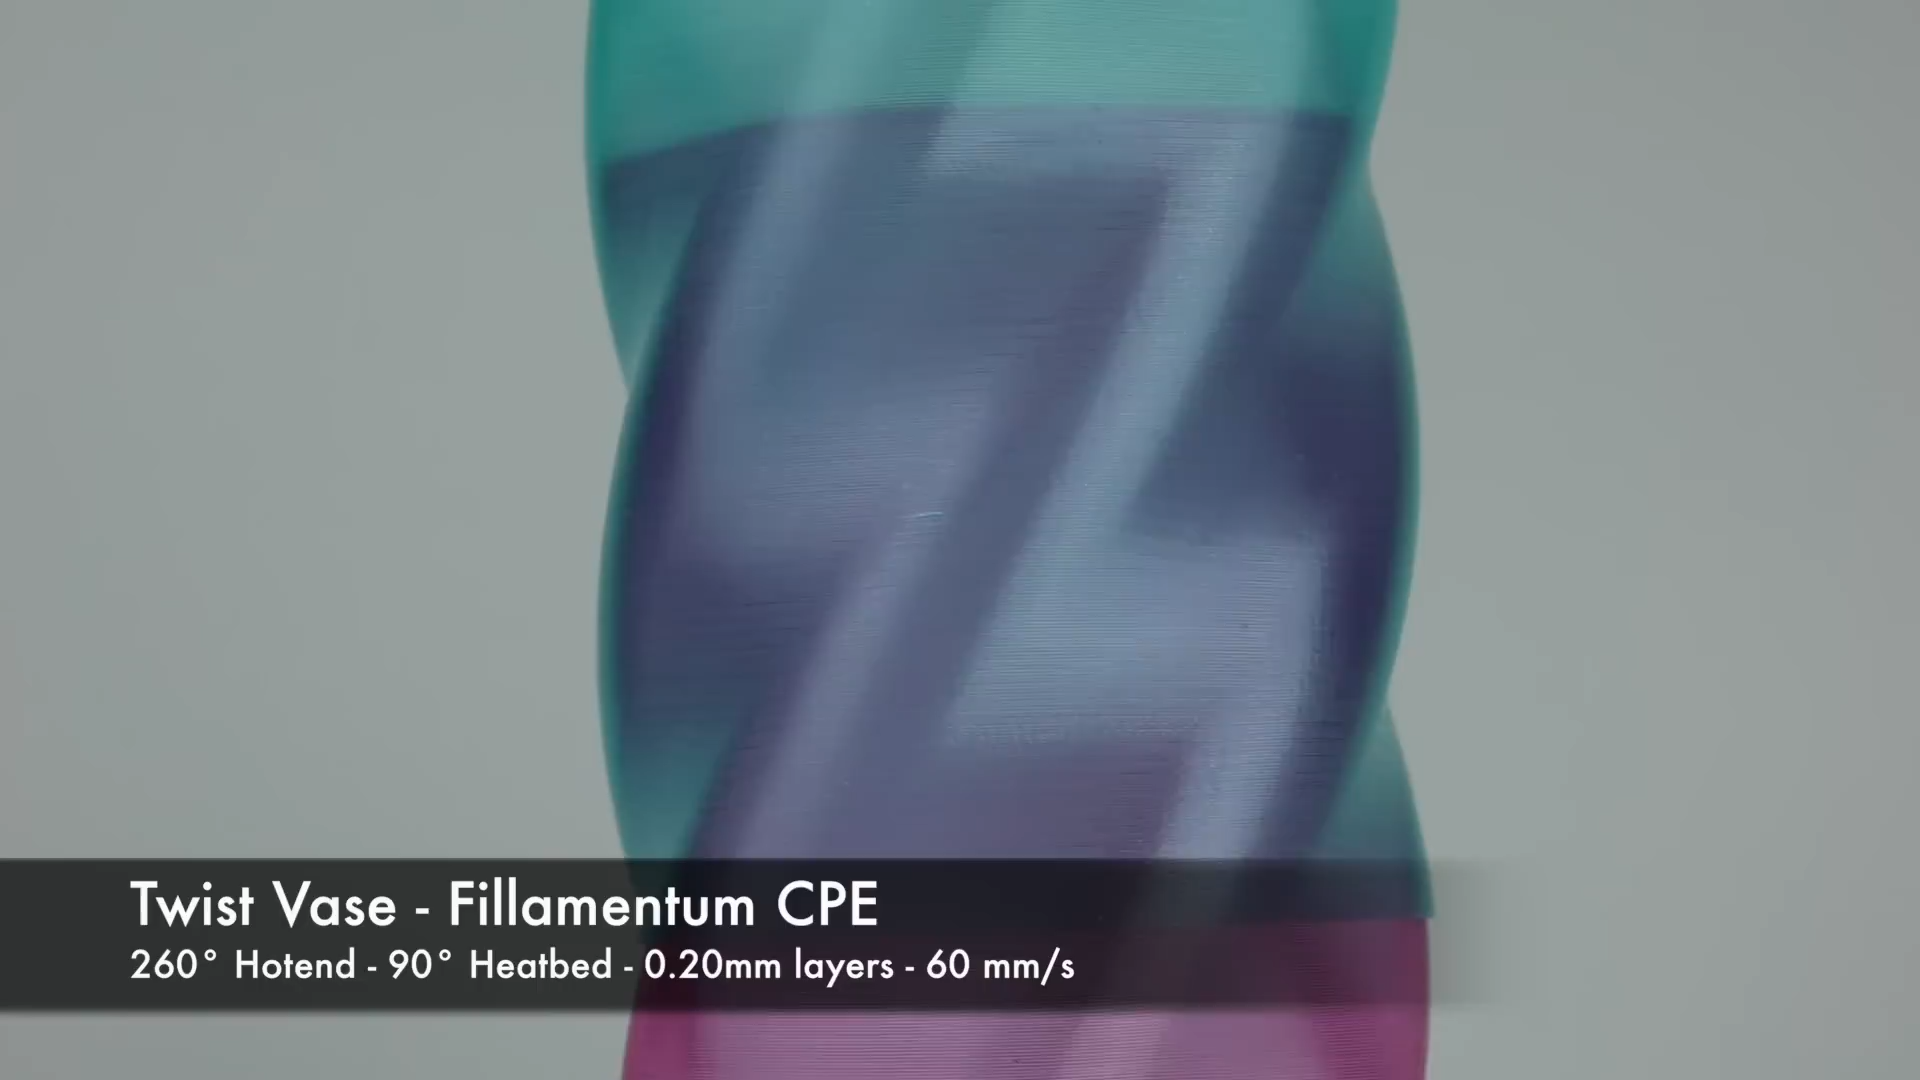 Twist Vase - Fillamentum CPE
260° Hotend - 90° Heatbed - 0.20mm layers - 60 mm/s